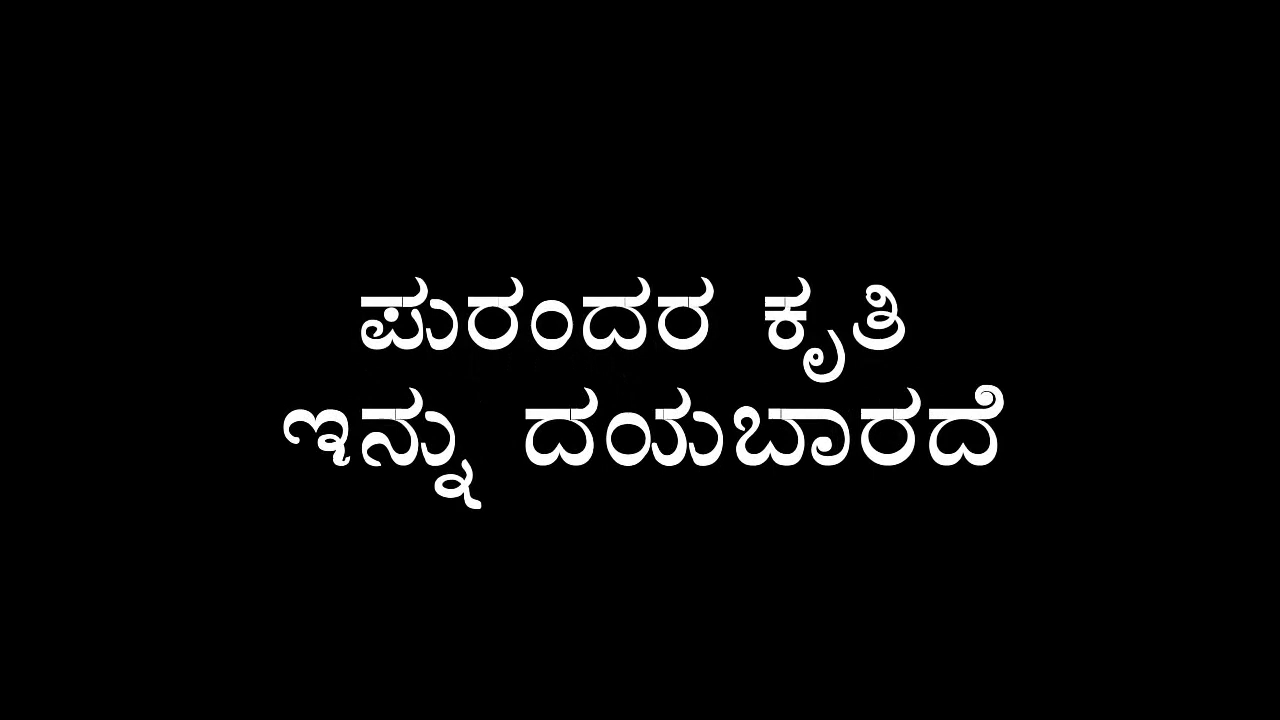 ಪುರಂದರ ಕೃತಿ
ಇನ್ನು ದಯಬಾರದೆ